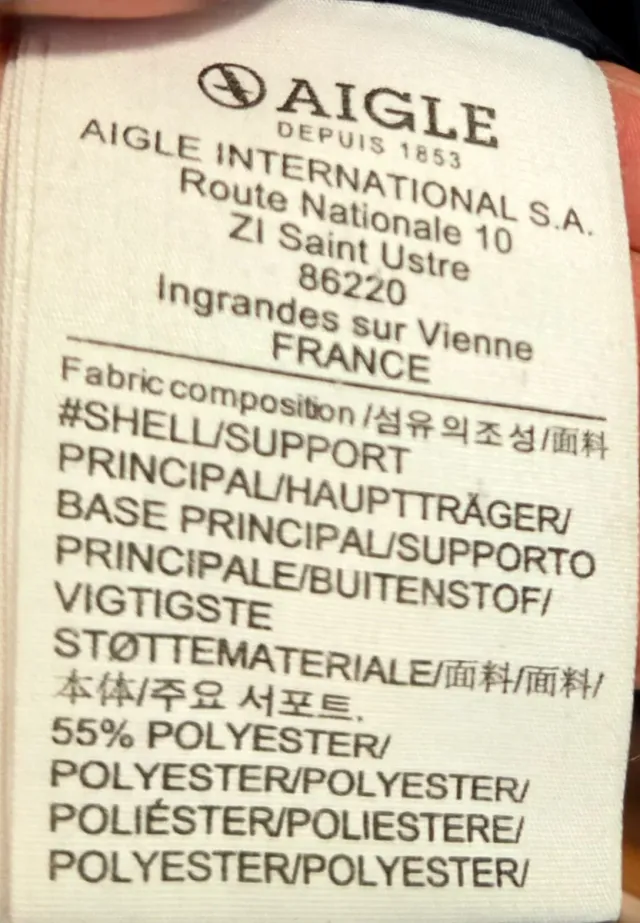 AIGLE
DEPUIS 1853
AIGLE INTERNATIONAL S.A.
Route Nationale 10
ZI Saint Ustre
86220
Ingrandes sur Vienne
FRANCE
Fabric composition /섬유의조성/面料
#SHELL/SUPPORT
PRINCIPAL/HAUPTTRÄGER/
BASE PRINCIPAL/SUPPORTO
PRINCIPALE/BUITENSTOF/
VIGTIGSTE
STØTTEMATERIALE/面料/面料/
本体/주요 서포트.
55% POLYESTER/
POLYESTER/POLYESTER/
POLIÉSTER/POLIESTERE/
POLYESTER/POLYESTER/